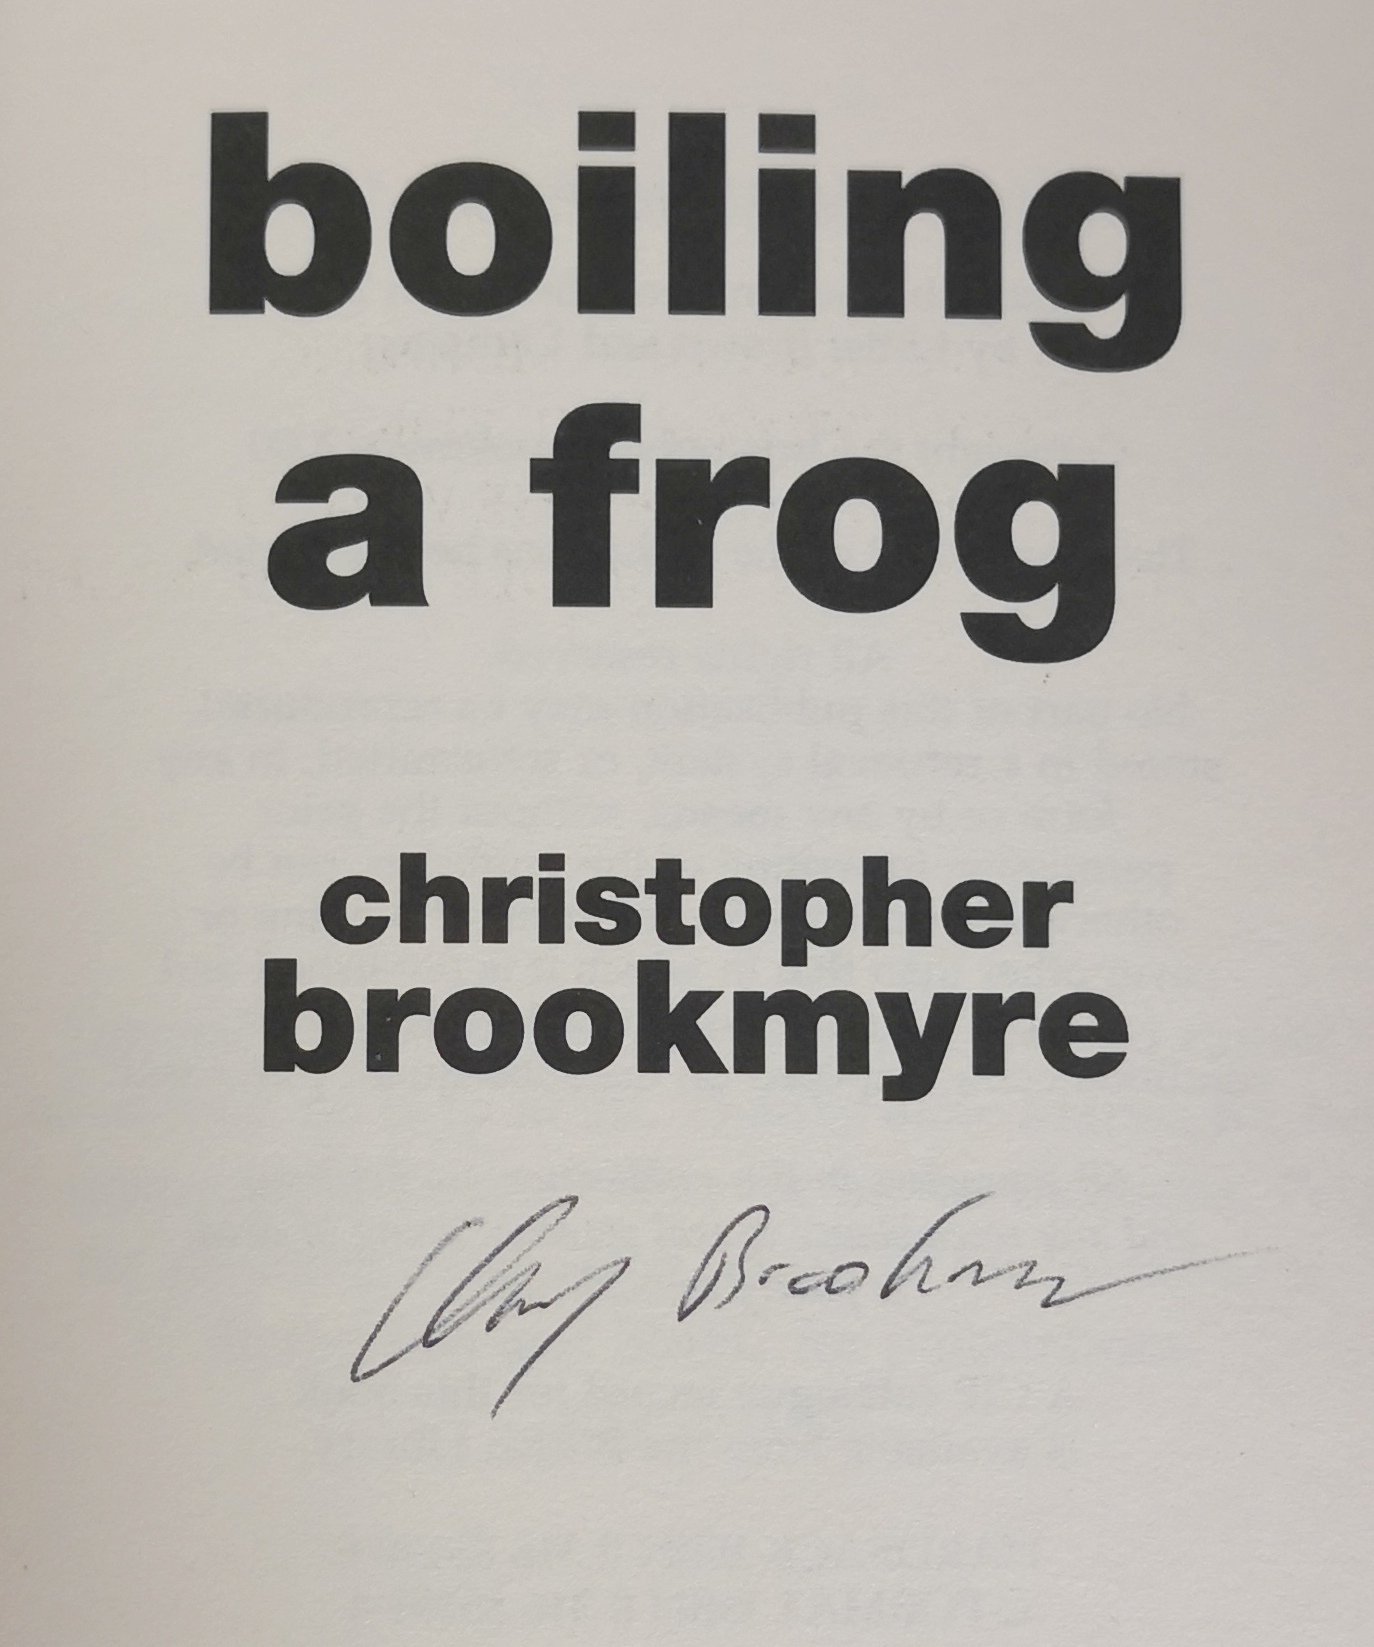 boiling
a frog
christopher
brookmyre